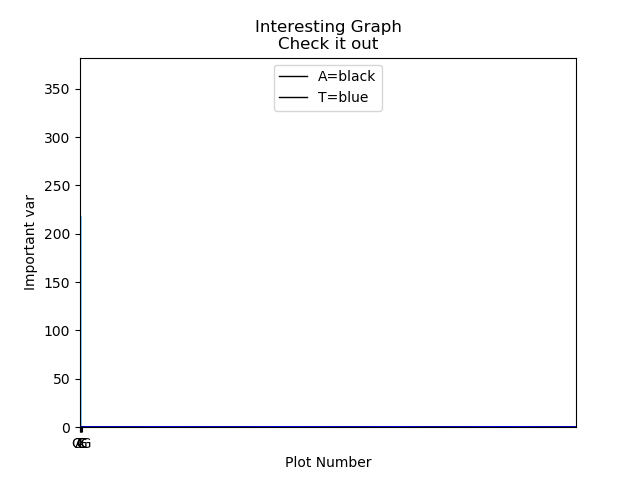 Interesting Graph
Check it out
A=black
T=blue
350
300
250
200
150
100
50
0
Important var
Plot Number